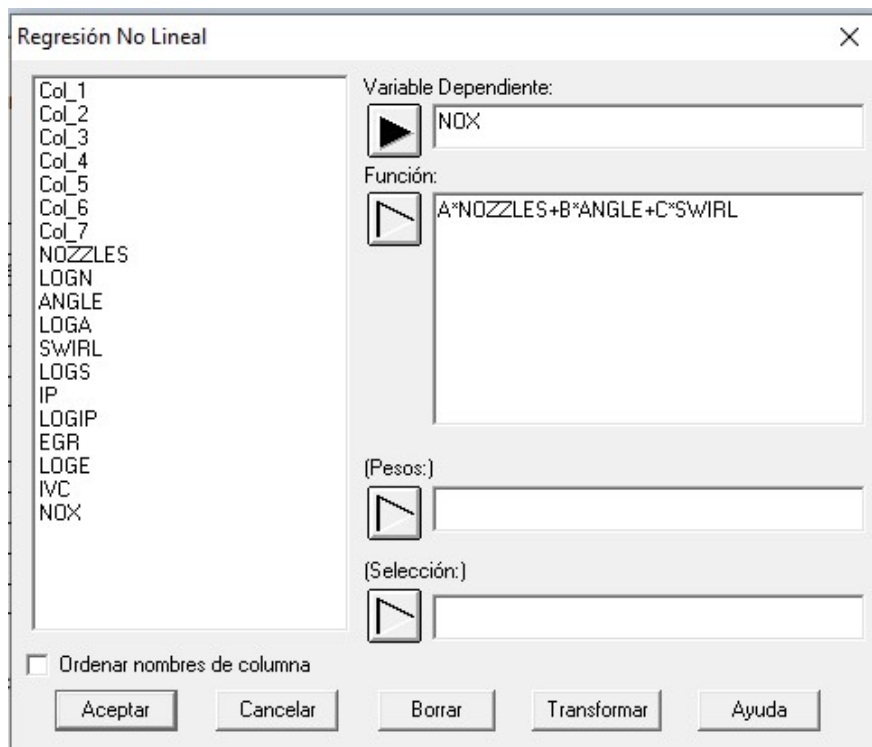 Regresión No Lineal
Col_1
Col_2
Col_3
Col_4
Col_5
Col_6
Col_7
NOZZLES
LOGN
ANGLE
LOGA
SWIRL
LOGS
IP
LOGIP
EGR
LOGE
IVC
NOX
Variable Dependiente:
NOX
Función:
A*NOZZLES+B*ANGLE+C*SWIRL
(Pesos:)
(Selección:)
Ordenar nombres de columna
Aceptar Cancelar Borrar Transformar Ayuda